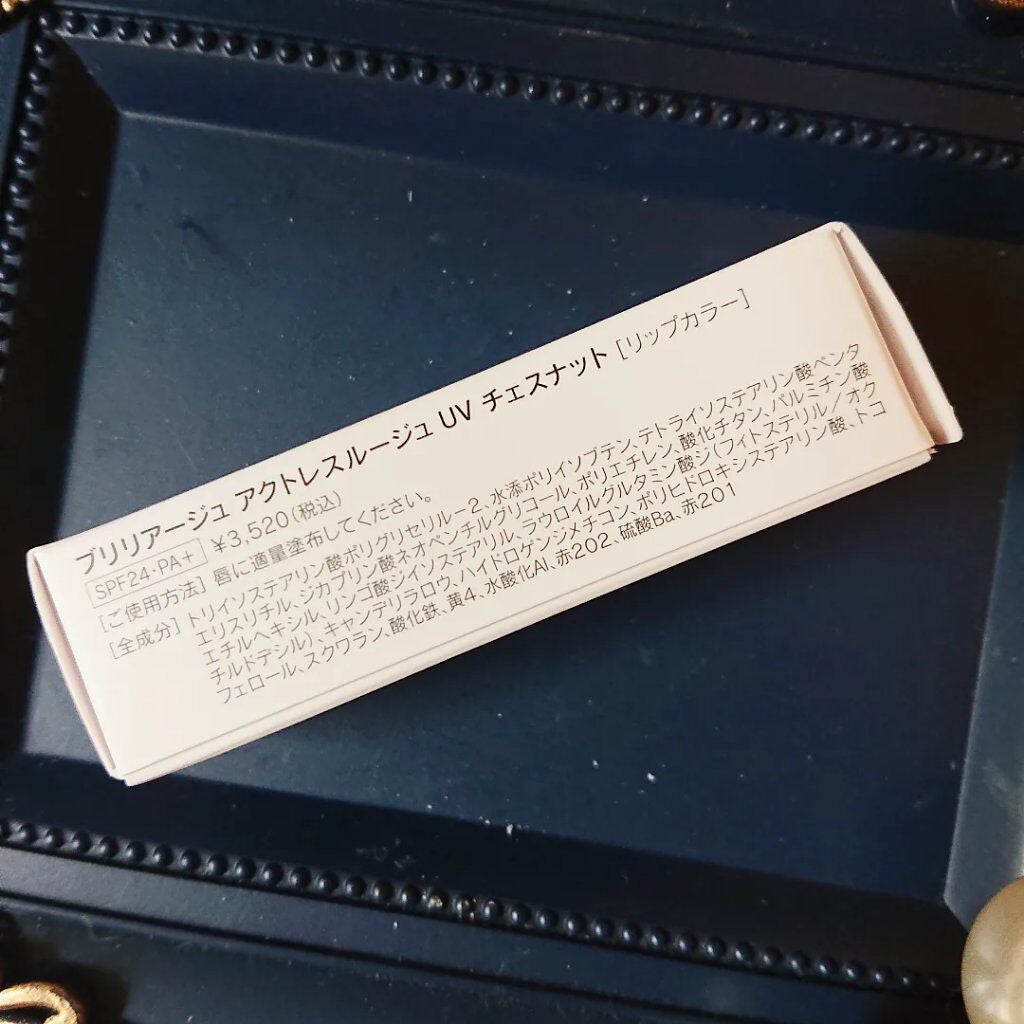 ブリリアージュ アクトレスルージュ UV チェスナット [リップカラー]
SPF24・PA+ ¥3,520(税込)
[ご使用方法] 唇に適量塗布してください。
[全成分] トリイソステアリン酸ポリグリセリル-2、水添ポリイソブテン、テトライソステアリン酸ペンタ
エリスリチル、ジカプリン酸ネオペンチルグリコール、ポリエチレン、酸化チタン、パルミチン酸
エチルヘキシル、リンゴ酸ジイソステアリル、ラウロイルグルタミン酸ジ(フィトステリル/オク
チルドデシル)、キャンデリラロウ、ハイドロゲンジメチコン、ポリヒドロキシステアリン酸、トコ
フェロール、スクワラン、酸化鉄、黄4、水酸化Al、赤202、硫酸Ba、赤201